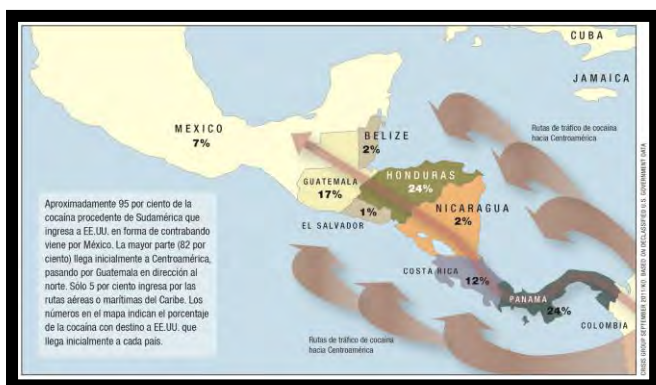 CUBA
JAMAICA
Rutas de tráfico de cocaína
hacia Centroamérica
MEXICO
7%
BELIZE
2%
HONDURAS
24%
GUATEMALA
17%
NICARAGUA
2%
1%
EL SALVADOR
COSTA RICA
12%
PANAMA
24%
COLOMBIA
Aproximadamente 95 por ciento de la
cocaína procedente de Sudamérica que
ingresa a EE.UU. en forma de contrabando
viene por México. La mayor parte (82 por
ciento) llega inicialmente a Centroamérica,
pasando por Guatemala en dirección al
norte. Sólo 5 por ciento ingresa por las
rutas aéreas o marítimas del Caribe. Los
números en el mapa indican el porcentaje
de la cocaína con destino a EE.UU. que
llega inicialmente a cada país.
Rutas de tráfico de cocaína
hacia Centroamérica
CRISIS GROUP SEPTEMBER 2011/KO BASED ON DECLASSIFIED U.S. GOVERNMENT DATA